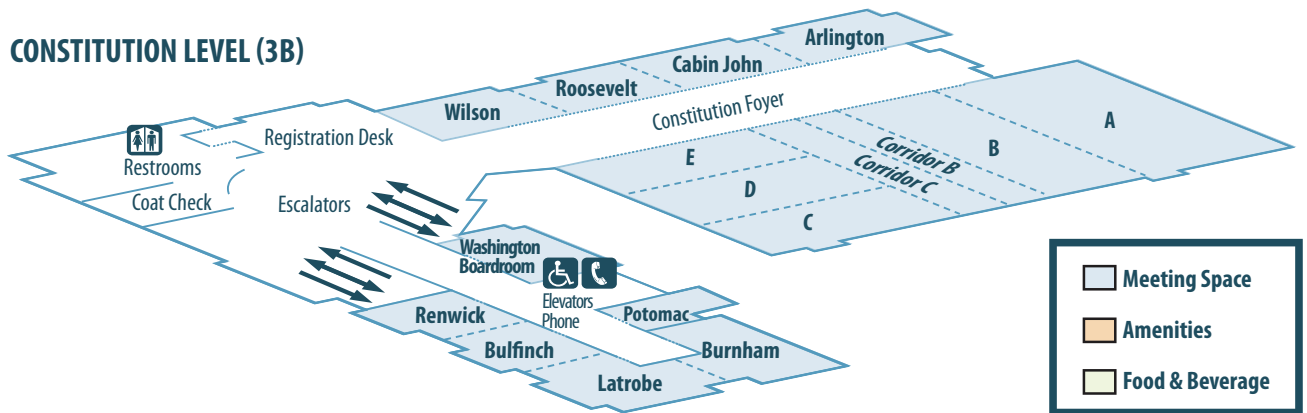 CONSTITUTION LEVEL (3B)
Arlington
Cabin John
Roosevelt
Wilson
Constitution Foyer
Registration Desk
Restrooms
Coat Check
Escalators
A
B
Corridor B
Corridor C
E
D
C
Washington
Boardroom
Elevators
Phone
Renwick
Potomac
Bulfinch
Burnham
Latrobe
Meeting Space
Amenities
Food & Beverage